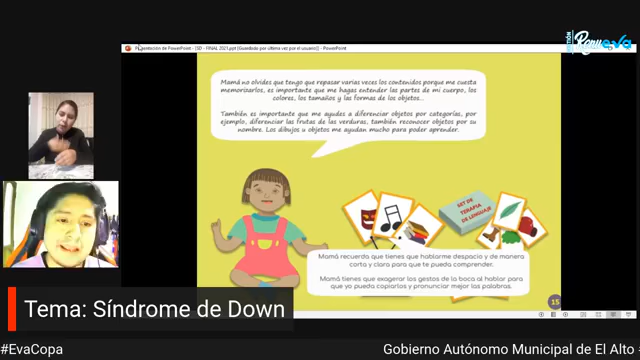 Presentación de PowerPoint - [SD - FINAL 2021.ppt [Guardado por última vez por el usuario]] - PowerPoint
GESTIÓN
Renueva
Mamá no olvides que tengo que repasar varias veces los contenidos porque me cuesta
memorizarlos, es importante que me hagas entender las partes de mi cuerpo, los
colores, los tamaños y las formas de los objetos...
También es importante que me ayudes a diferenciar objetos por categorías, por
ejemplo, diferenciar las frutas de las verduras, también reconocer objetos por su
nombre. Los dibujos u objetos me ayudan mucho para poder aprender.
SET DE
TERAPIA
DE LENGUAJE
Mamá recuerda que tienes que hablarme despacio y de manera
corta y clara para que te pueda comprender.
Mamá tienes que exagerar los gestos de la boca al hablar para
que yo pueda copiarlos y pronunciar mejor las palabras.
15
Tema: Síndrome de Down
#EvaCopa
Gobierno Autónomo Municipal de El Alto